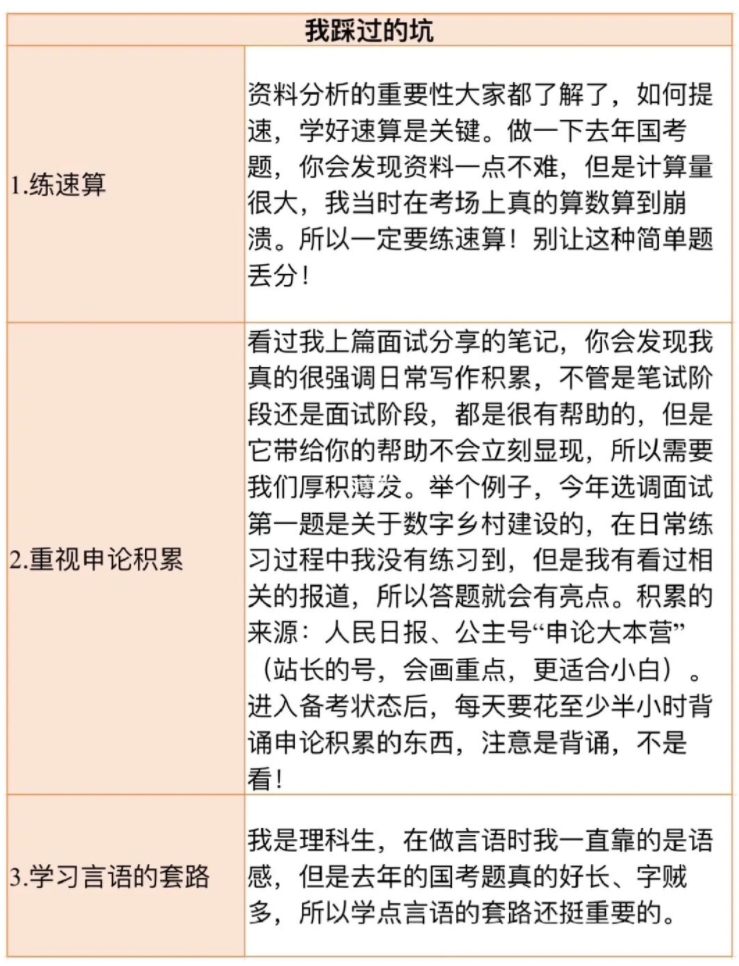 我踩过的坑
1.练速算
资料分析的重要性大家都了解了，如何提
速，学好速算是关键。做一下去年国考
题，你会发现资料一点不难，但是计算量
很大，我当时在考场上真的算数算到崩
溃。所以一定要练速算！别让这种简单题
丢分！
2.重视申论积累
看过我上篇面试分享的笔记，你会发现我
真的很强调日常写作积累，不管是笔试阶
段还是面试阶段，都是很有帮助的，但是
它带给你的帮助不会立刻显现，所以需要
我们厚积薄发。举个例子，今年选调面试
第一题是关于数字乡村建设的，在日常练
习过程中我没有练习到，但是我有看过相
关的报道，所以答题就会有亮点。积累的
来源：人民日报、公主号“申论大本营”
（站长的号，会画重点，更适合小白）。
进入备考状态后，每天要花至少半小时背
诵申论积累的东西，注意是背诵，不是
看！
3.学习言语的套路
我是理科生，在做言语时我一直靠的是语
感，但是去年的国考题真的好长、字贼
多，所以学点言语的套路还挺重要的。